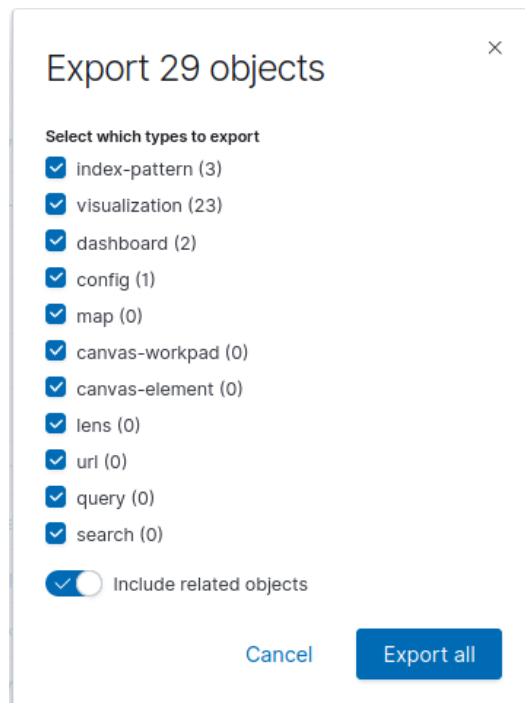 Export 29 objects
Select which types to export
index-pattern (3)
visualization (23)
dashboard (2)
config (1)
map (0)
canvas-workpad (0)
canvas-element (0)
lens (0)
url (0)
query (0)
search (0)
Include related objects
Cancel
Export all